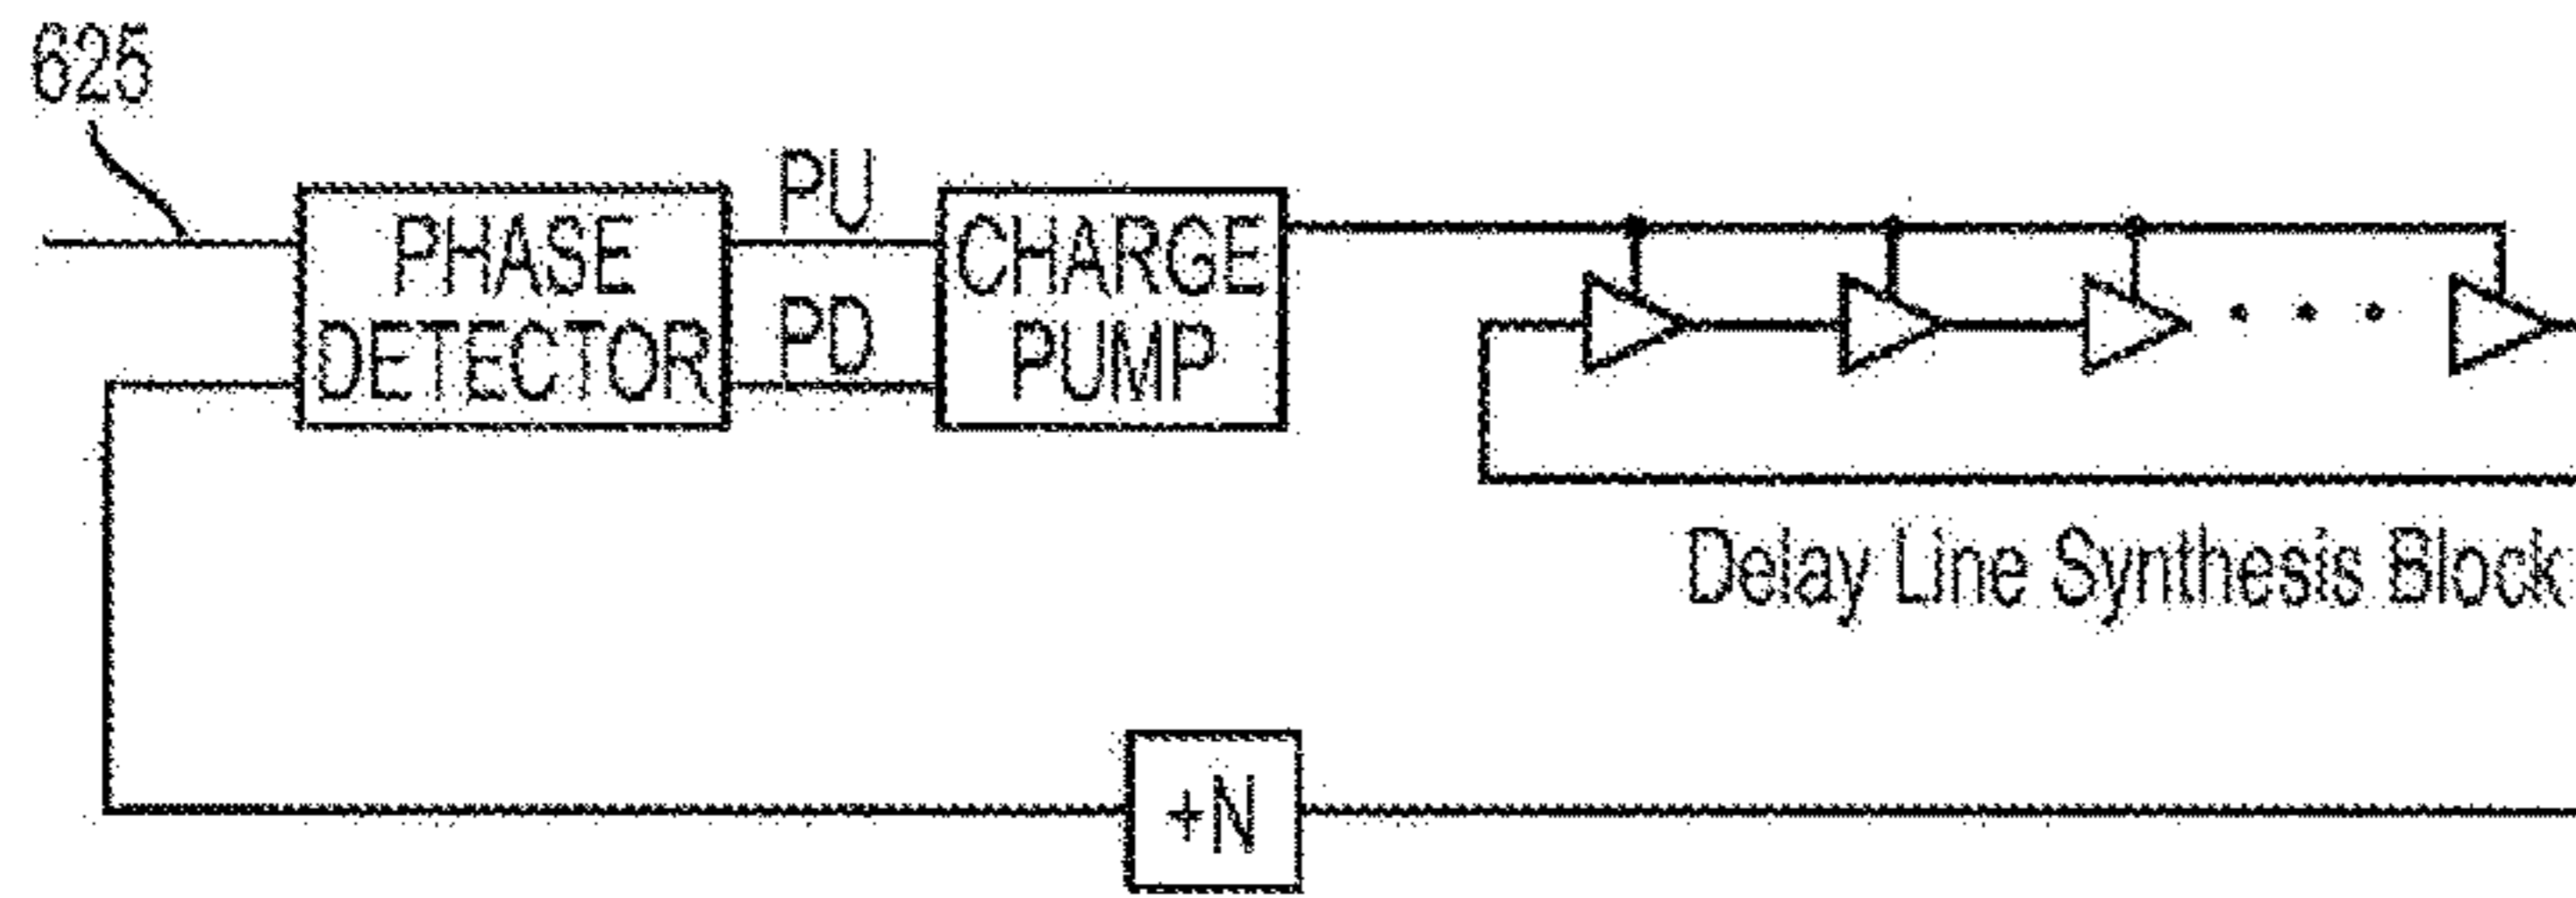 625
PU
PHASE
DETECTOR
PD
CHARGE
PUMP
Delay Line Synthesis Block
+N